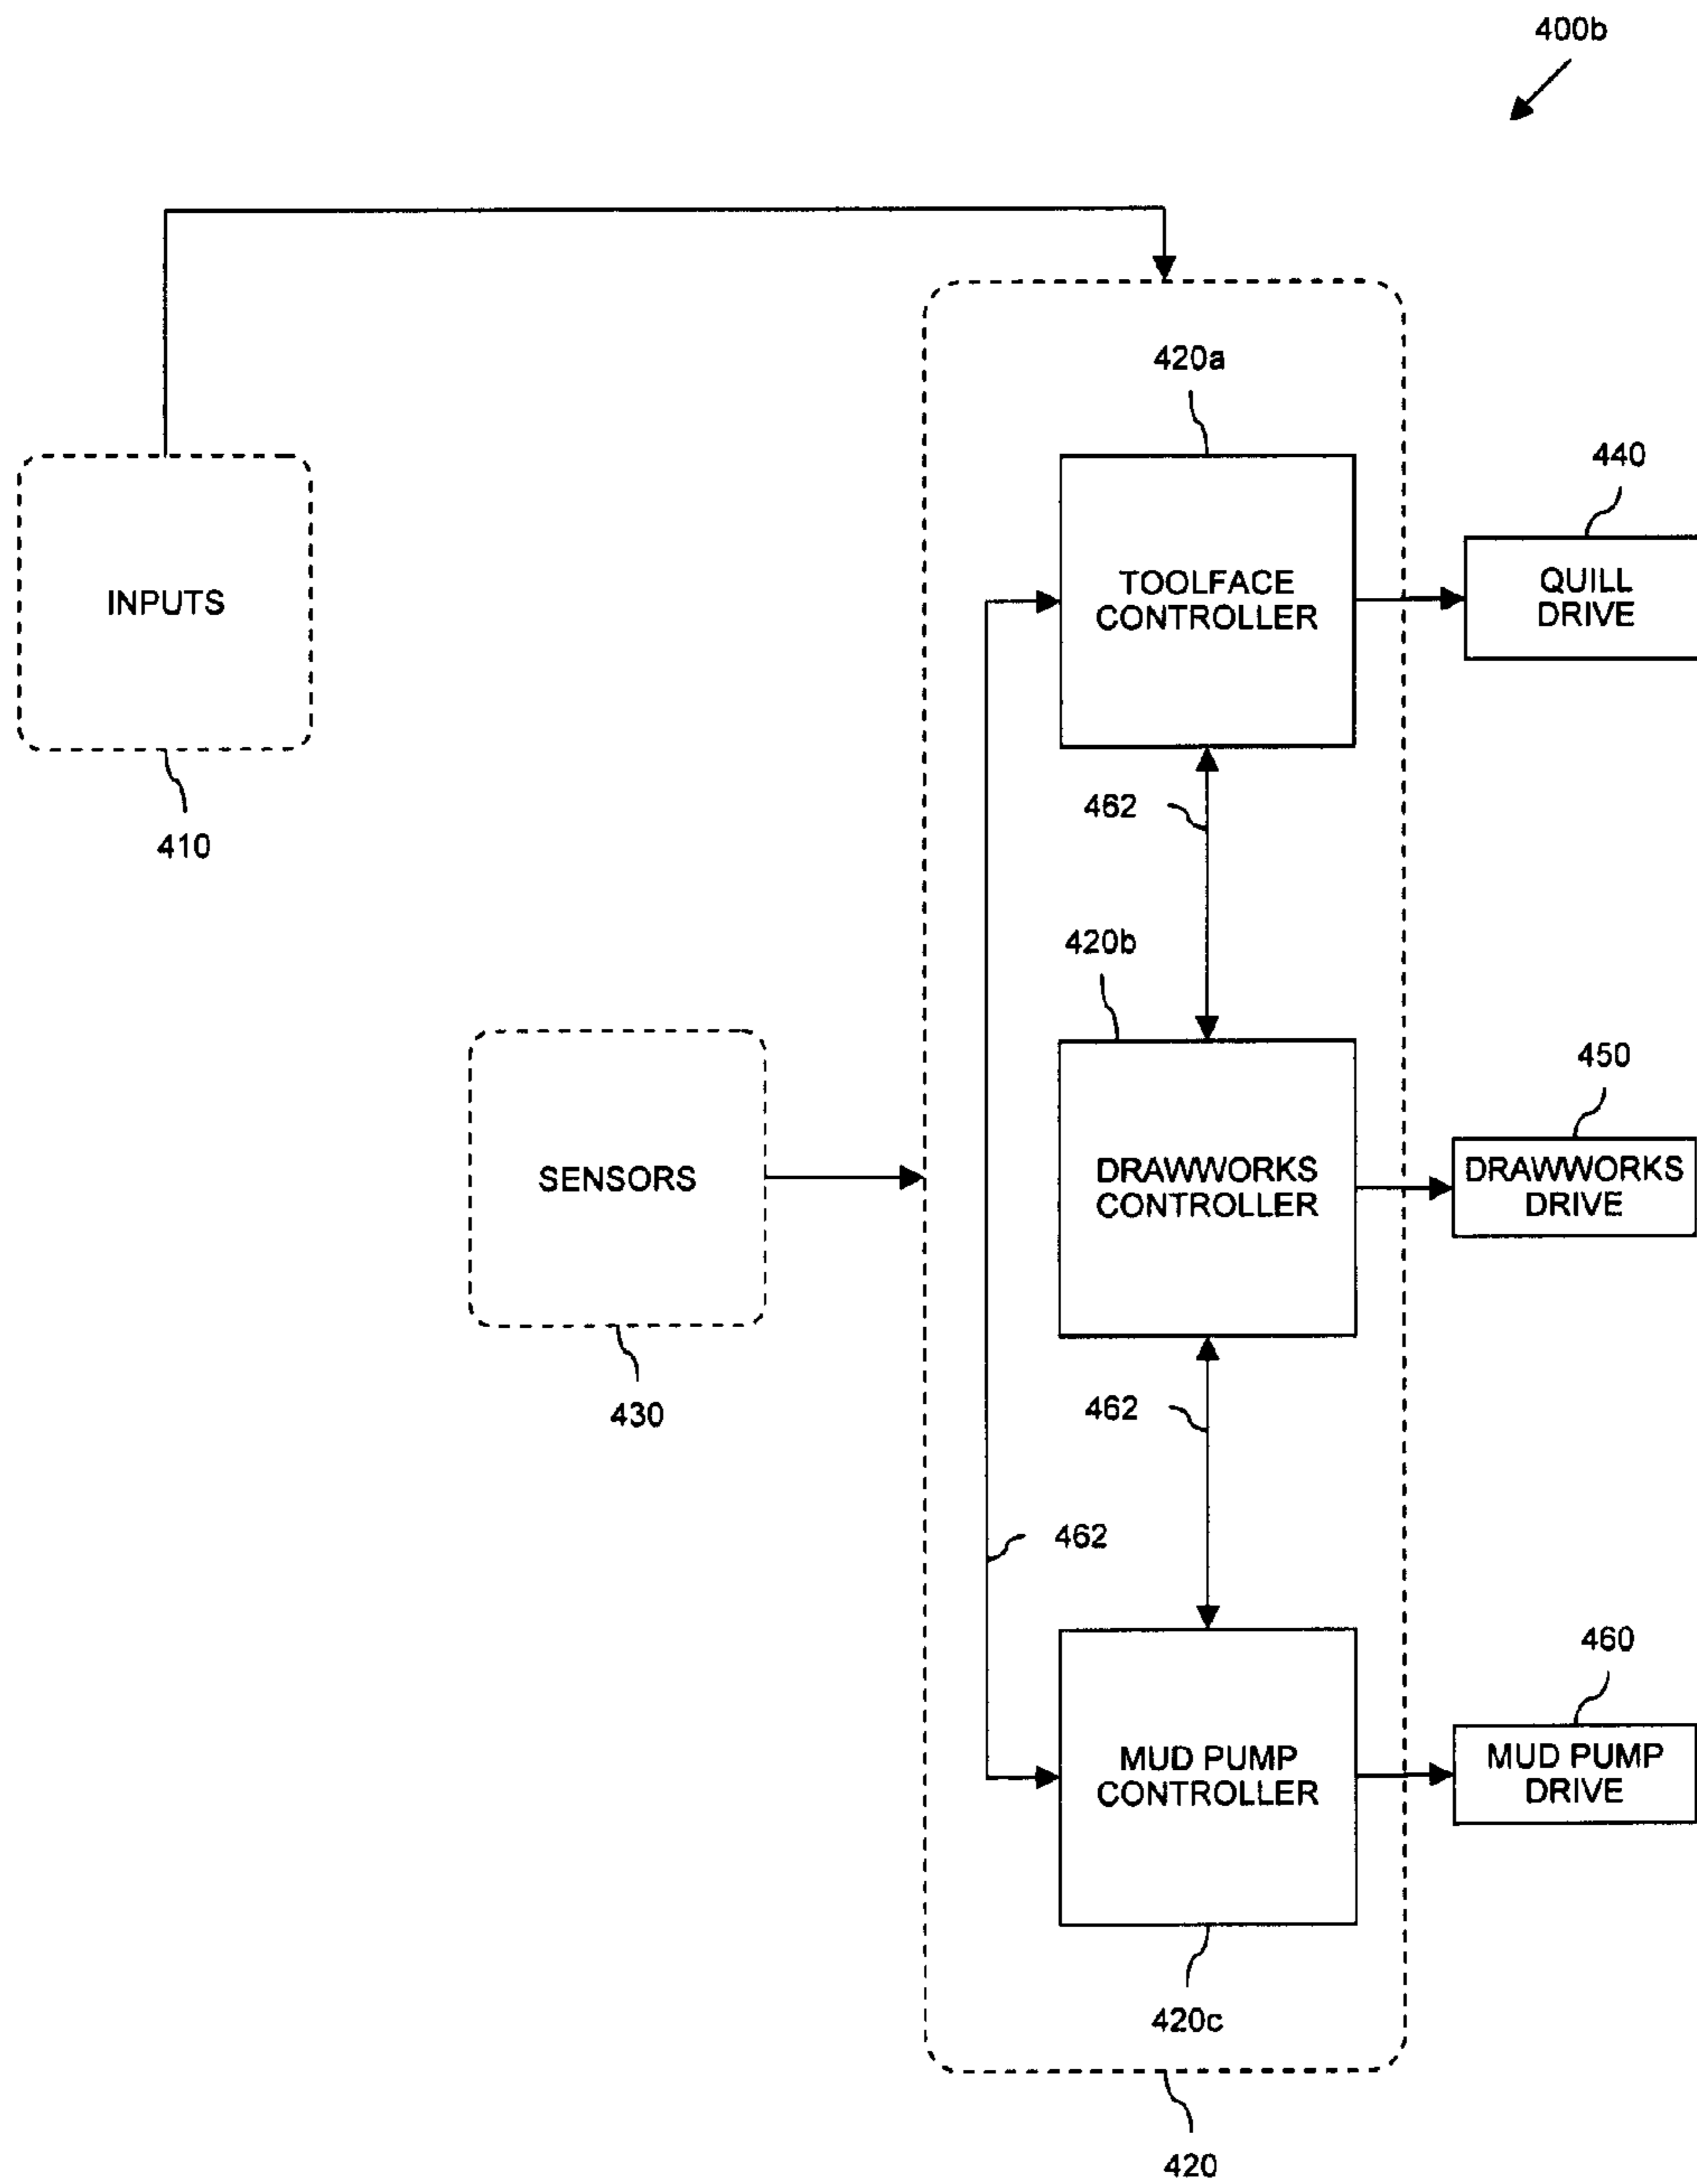 400b
420a
440
INPUTS
TOOLFACE
CONTROLLER
QUILL
DRIVE
410
462
420b
450
SENSORS
DRAWWORKS
CONTROLLER
DRAWWORKS
DRIVE
430
462
462
460
MUD PUMP
CONTROLLER
MUD PUMP
DRIVE
420c
420